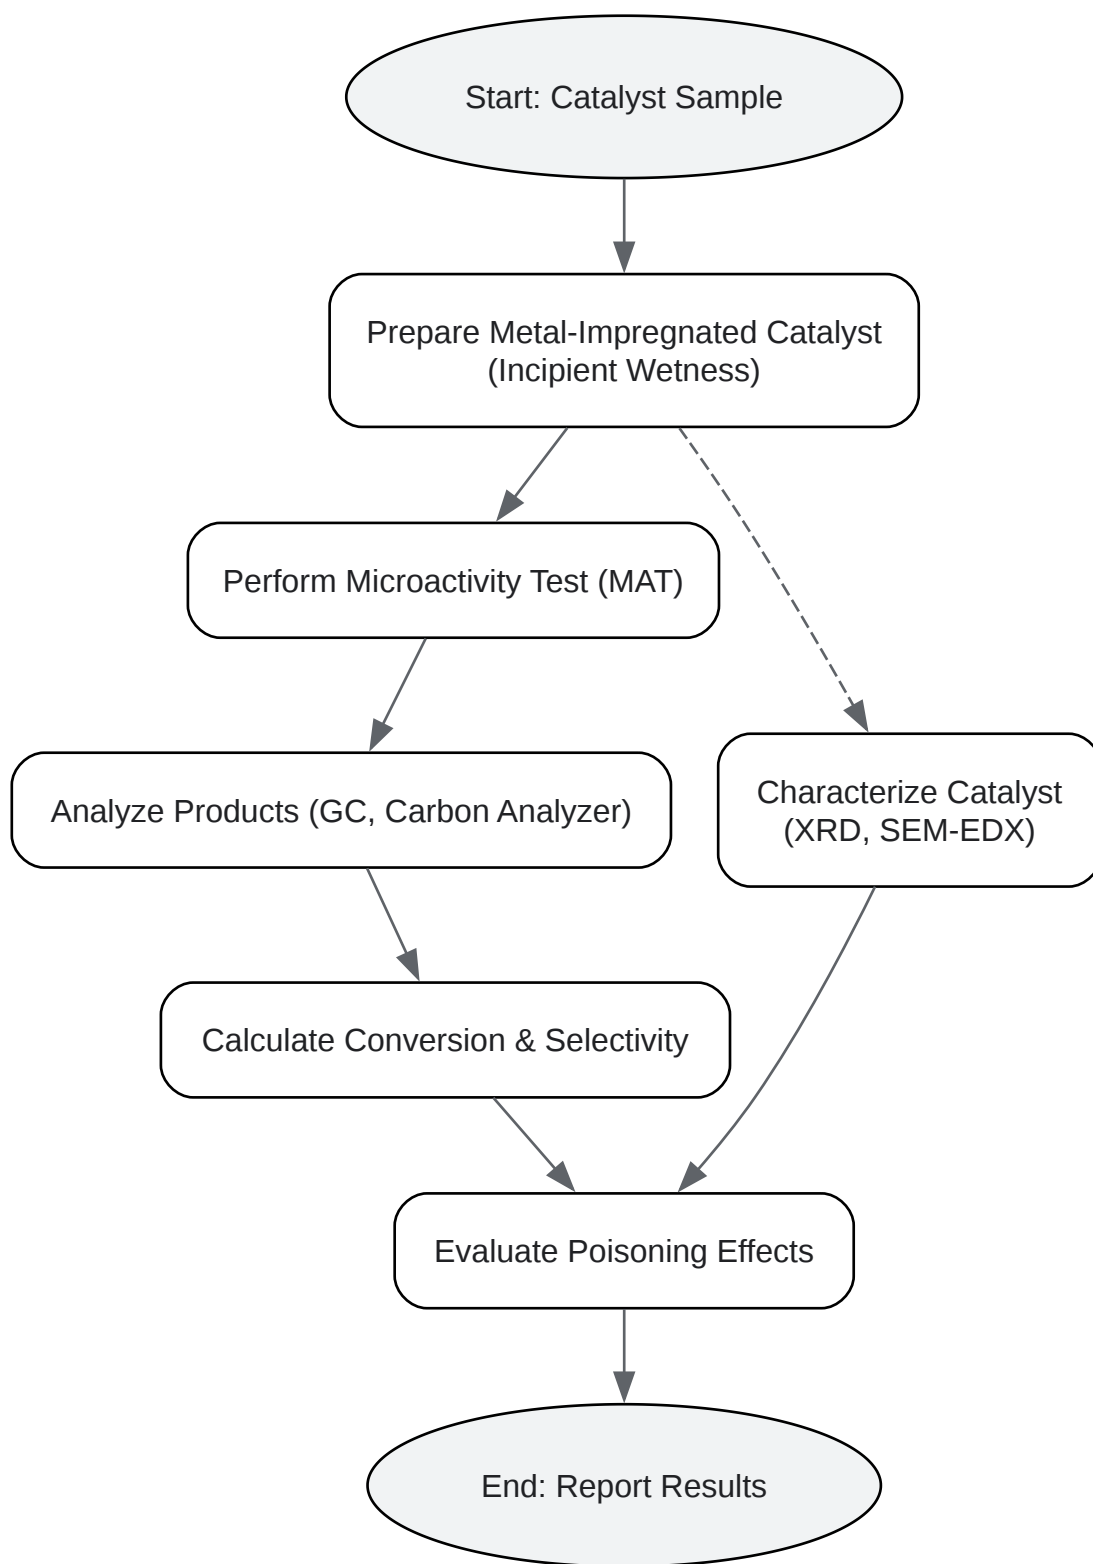 Start: Catalyst Sample
Prepare Metal-Impregnated Catalyst
(Incipient Wetness)
Perform Microactivity Test (MAT)
Analyze Products (GC, Carbon Analyzer)
Characterize Catalyst
(XRD, SEM-EDX)
Calculate Conversion & Selectivity
Evaluate Poisoning Effects
End: Report Results